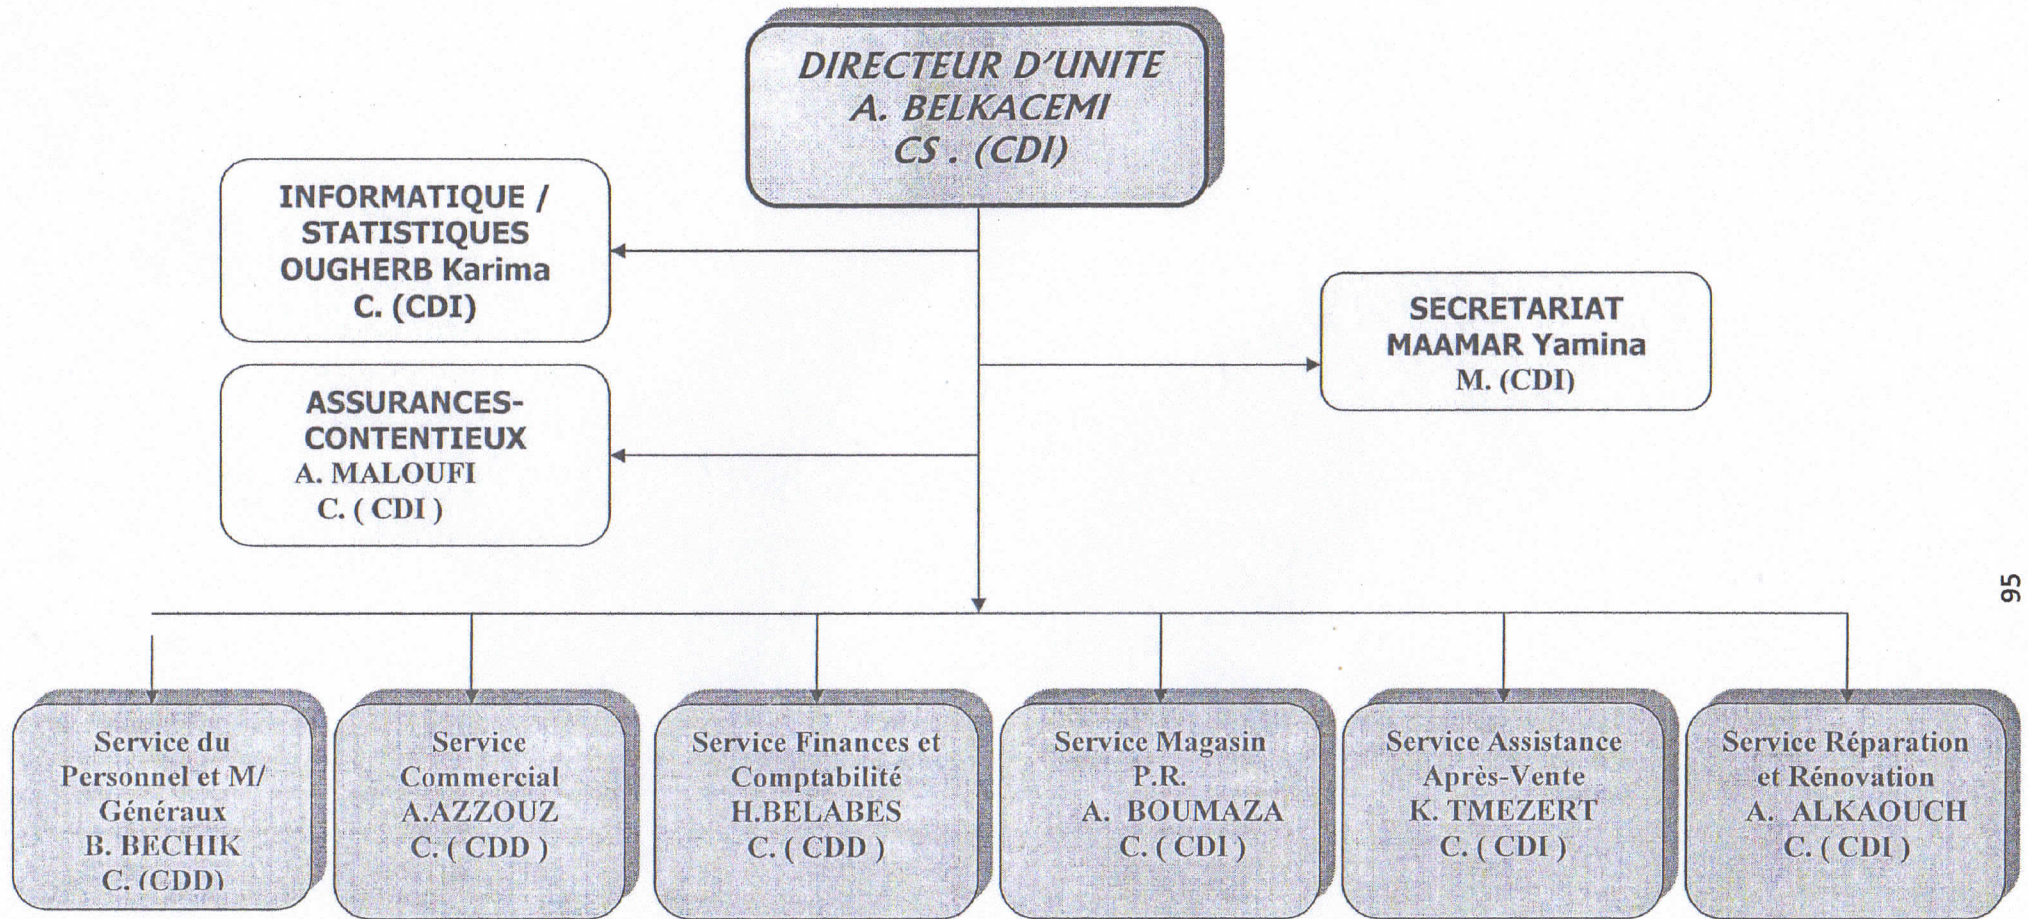 DIRECTEUR D'UNITE
A. BELKACEMI
CS . (CDI)
INFORMATIQUE /
STATISTIQUES
OUGHERB Karima
C. (CDI)
SECRETARIAT
MAAMAR Yamina
M. (CDI)
ASSURANCES-
CONTENTIEUX
A. MALOUFI
C. ( CDI )
95
Service du
Personnel et M/
Généraux
B. BECHIK
C. (CDD)
Service
Commercial
A.AZZOUZ
C. ( CDD )
Service Finances et
Comptabilité
H.BELABES
C. ( CDD )
Service Magasin
P.R.
A. BOUMAZA
C. ( CDI )
Service Assistance
Après-Vente
K. TMEZERT
C. ( CDI )
Service Réparation
et Rénovation
A. ALKAOUCH
C. ( CDI )